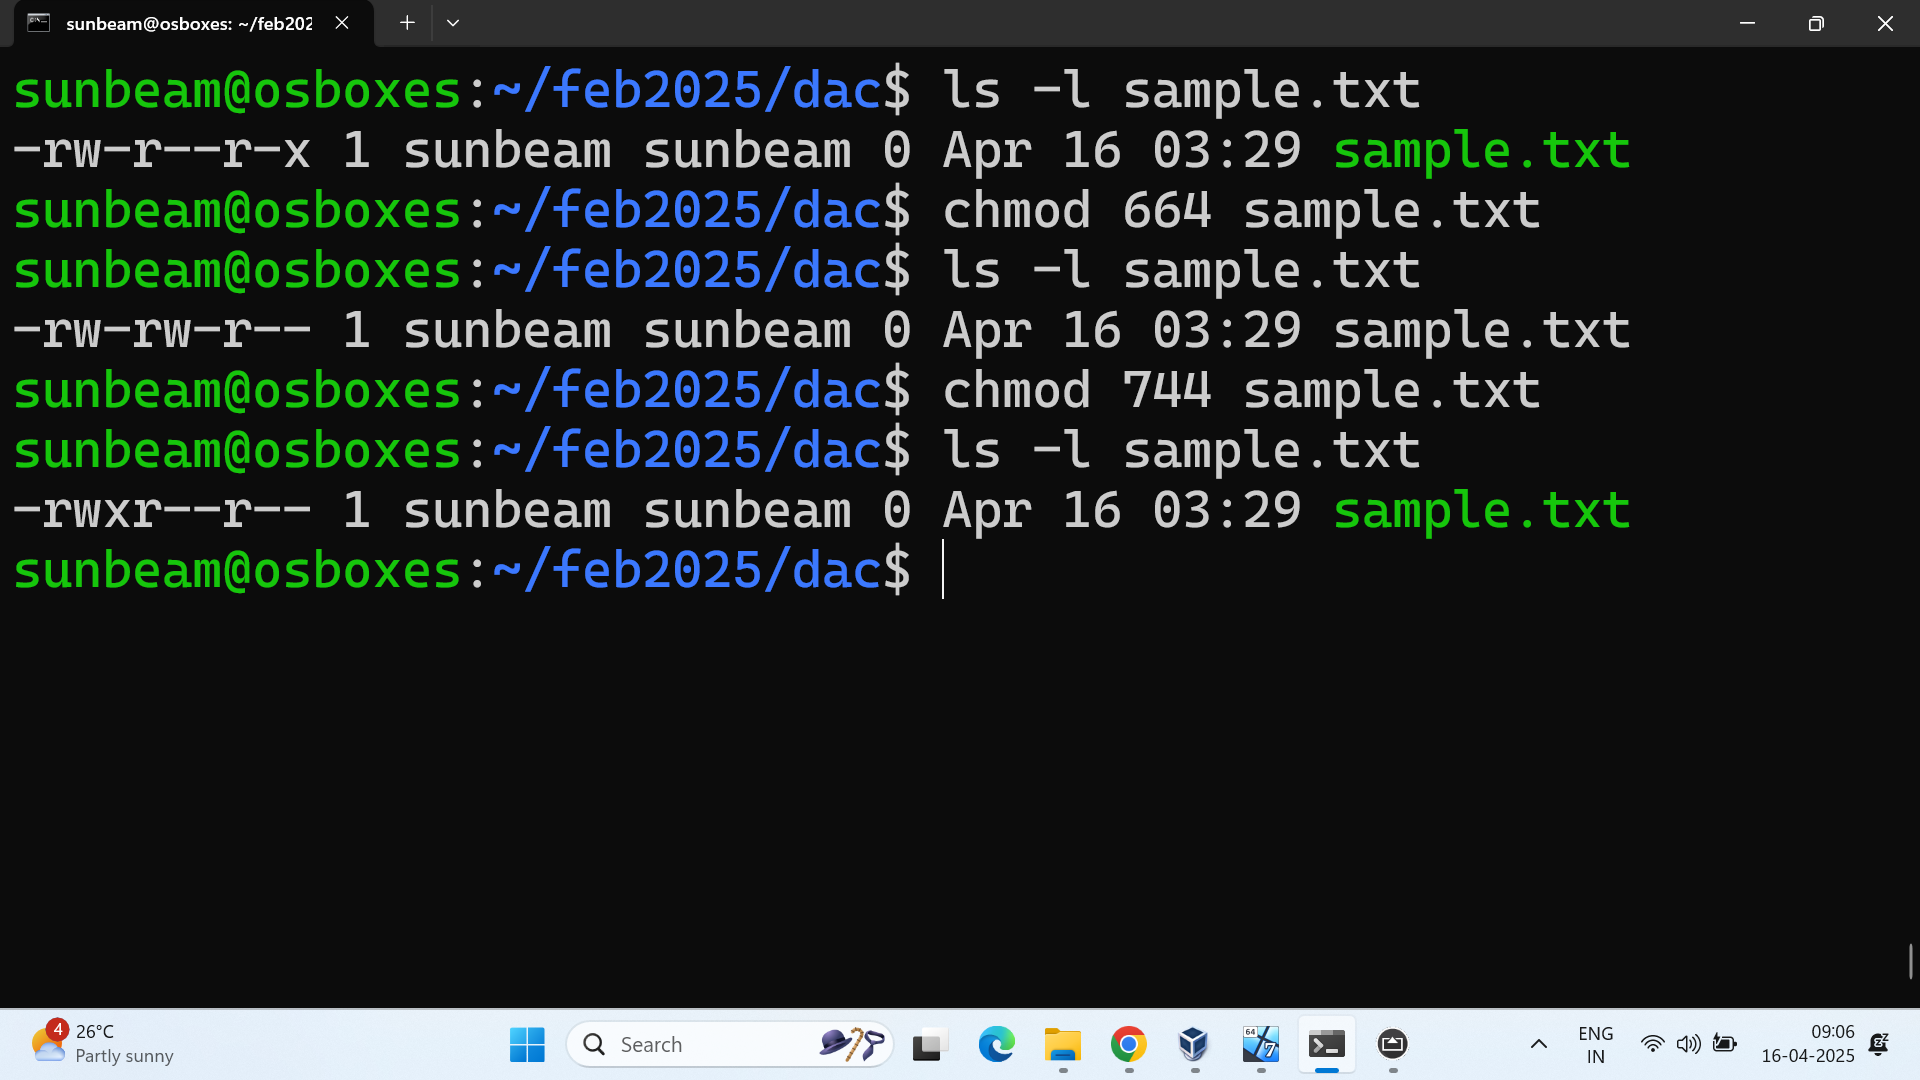 sunbeam@osboxes: ~/feb202
sunbeam@osboxes:~/feb2025/dac$ ls -l sample.txt
-rw-r--r-x 1 sunbeam sunbeam 0 Apr 16 03:29 sample.txt
sunbeam@osboxes:~/feb2025/dac$ chmod 664 sample.txt
sunbeam@osboxes:~/feb2025/dac$ ls -l sample.txt
-rw-rw-r-- 1 sunbeam sunbeam 0 Apr 16 03:29 sample.txt
sunbeam@osboxes:~/feb2025/dac$ chmod 744 sample.txt
sunbeam@osboxes:~/feb2025/dac$ ls -l sample.txt
-rwxr--r-- 1 sunbeam sunbeam 0 Apr 16 03:29 sample.txt
sunbeam@osboxes:~/feb2025/dac$
4
26°C
Partly sunny
Search
64
7
ENG
IN
09:06
16-04-2025